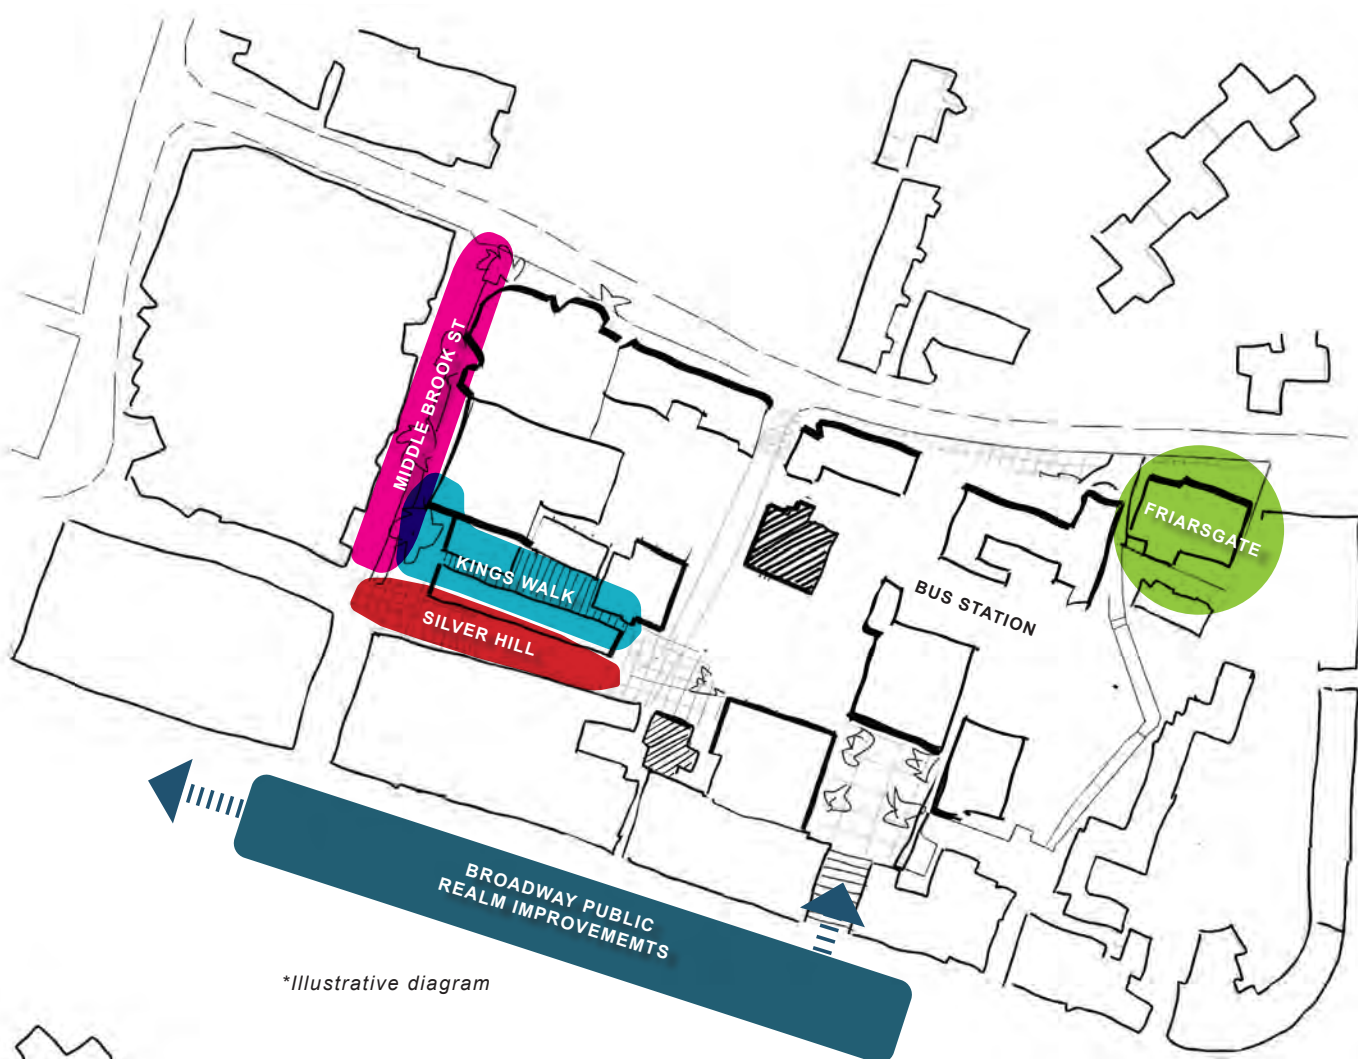 MIDDLE BROOK ST
KINGS WALK
SILVER HILL
BUS STATION
FRIARSGATE
BROADWAY PUBLIC
REALM IMPROVEMEMTS
*Illustrative diagram